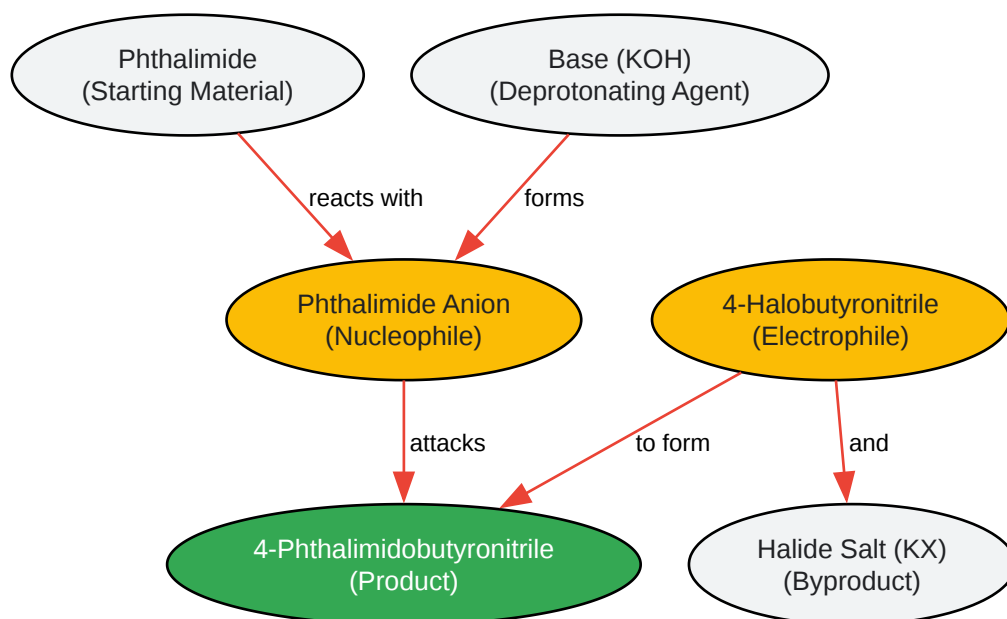 Phthalimide
(Starting Material)
Base (KOH)
(Deprotonating Agent)
reacts with
forms
Phthalimide Anion
(Nucleophile)
4-Halobutyronitrile
(Electrophile)
attacks
to form
and
4-Phthalimidobutyronitrile
(Product)
Halide Salt (KX)
(Byproduct)